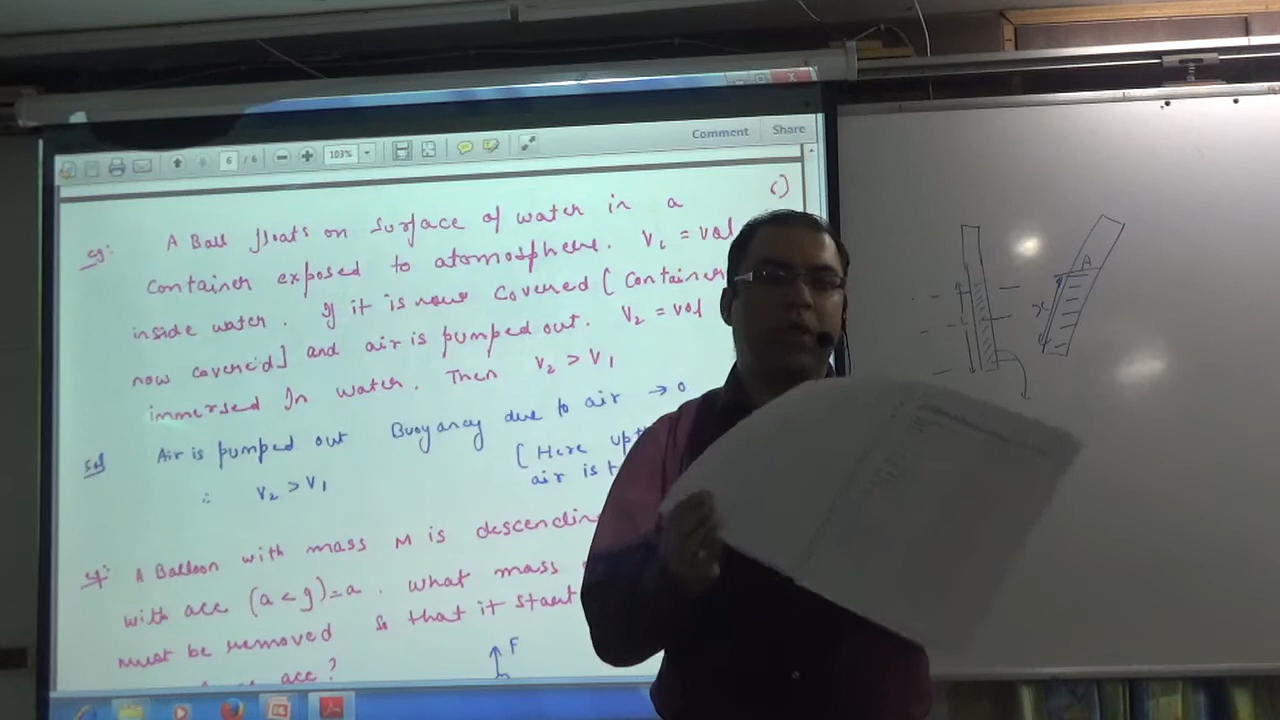 Comment Share
6 / 6 103%
c)
eg: A Ball floats on surface of water in a
container exposed to atomosphere. V₁ = vol
inside water. If it is now covered [container
now covered] and air is pumped out. V₂ = vol
immersed In water. Then V₂ > V₁
Sol Air is pumped out Buoyancy due to air → 0
∴ V₂ > V₁ [Here
air is
eg: A Balloon with mass M is descending
with acc (a < g) = a. What mass
must be removed so that it start
acc?
F
A
x